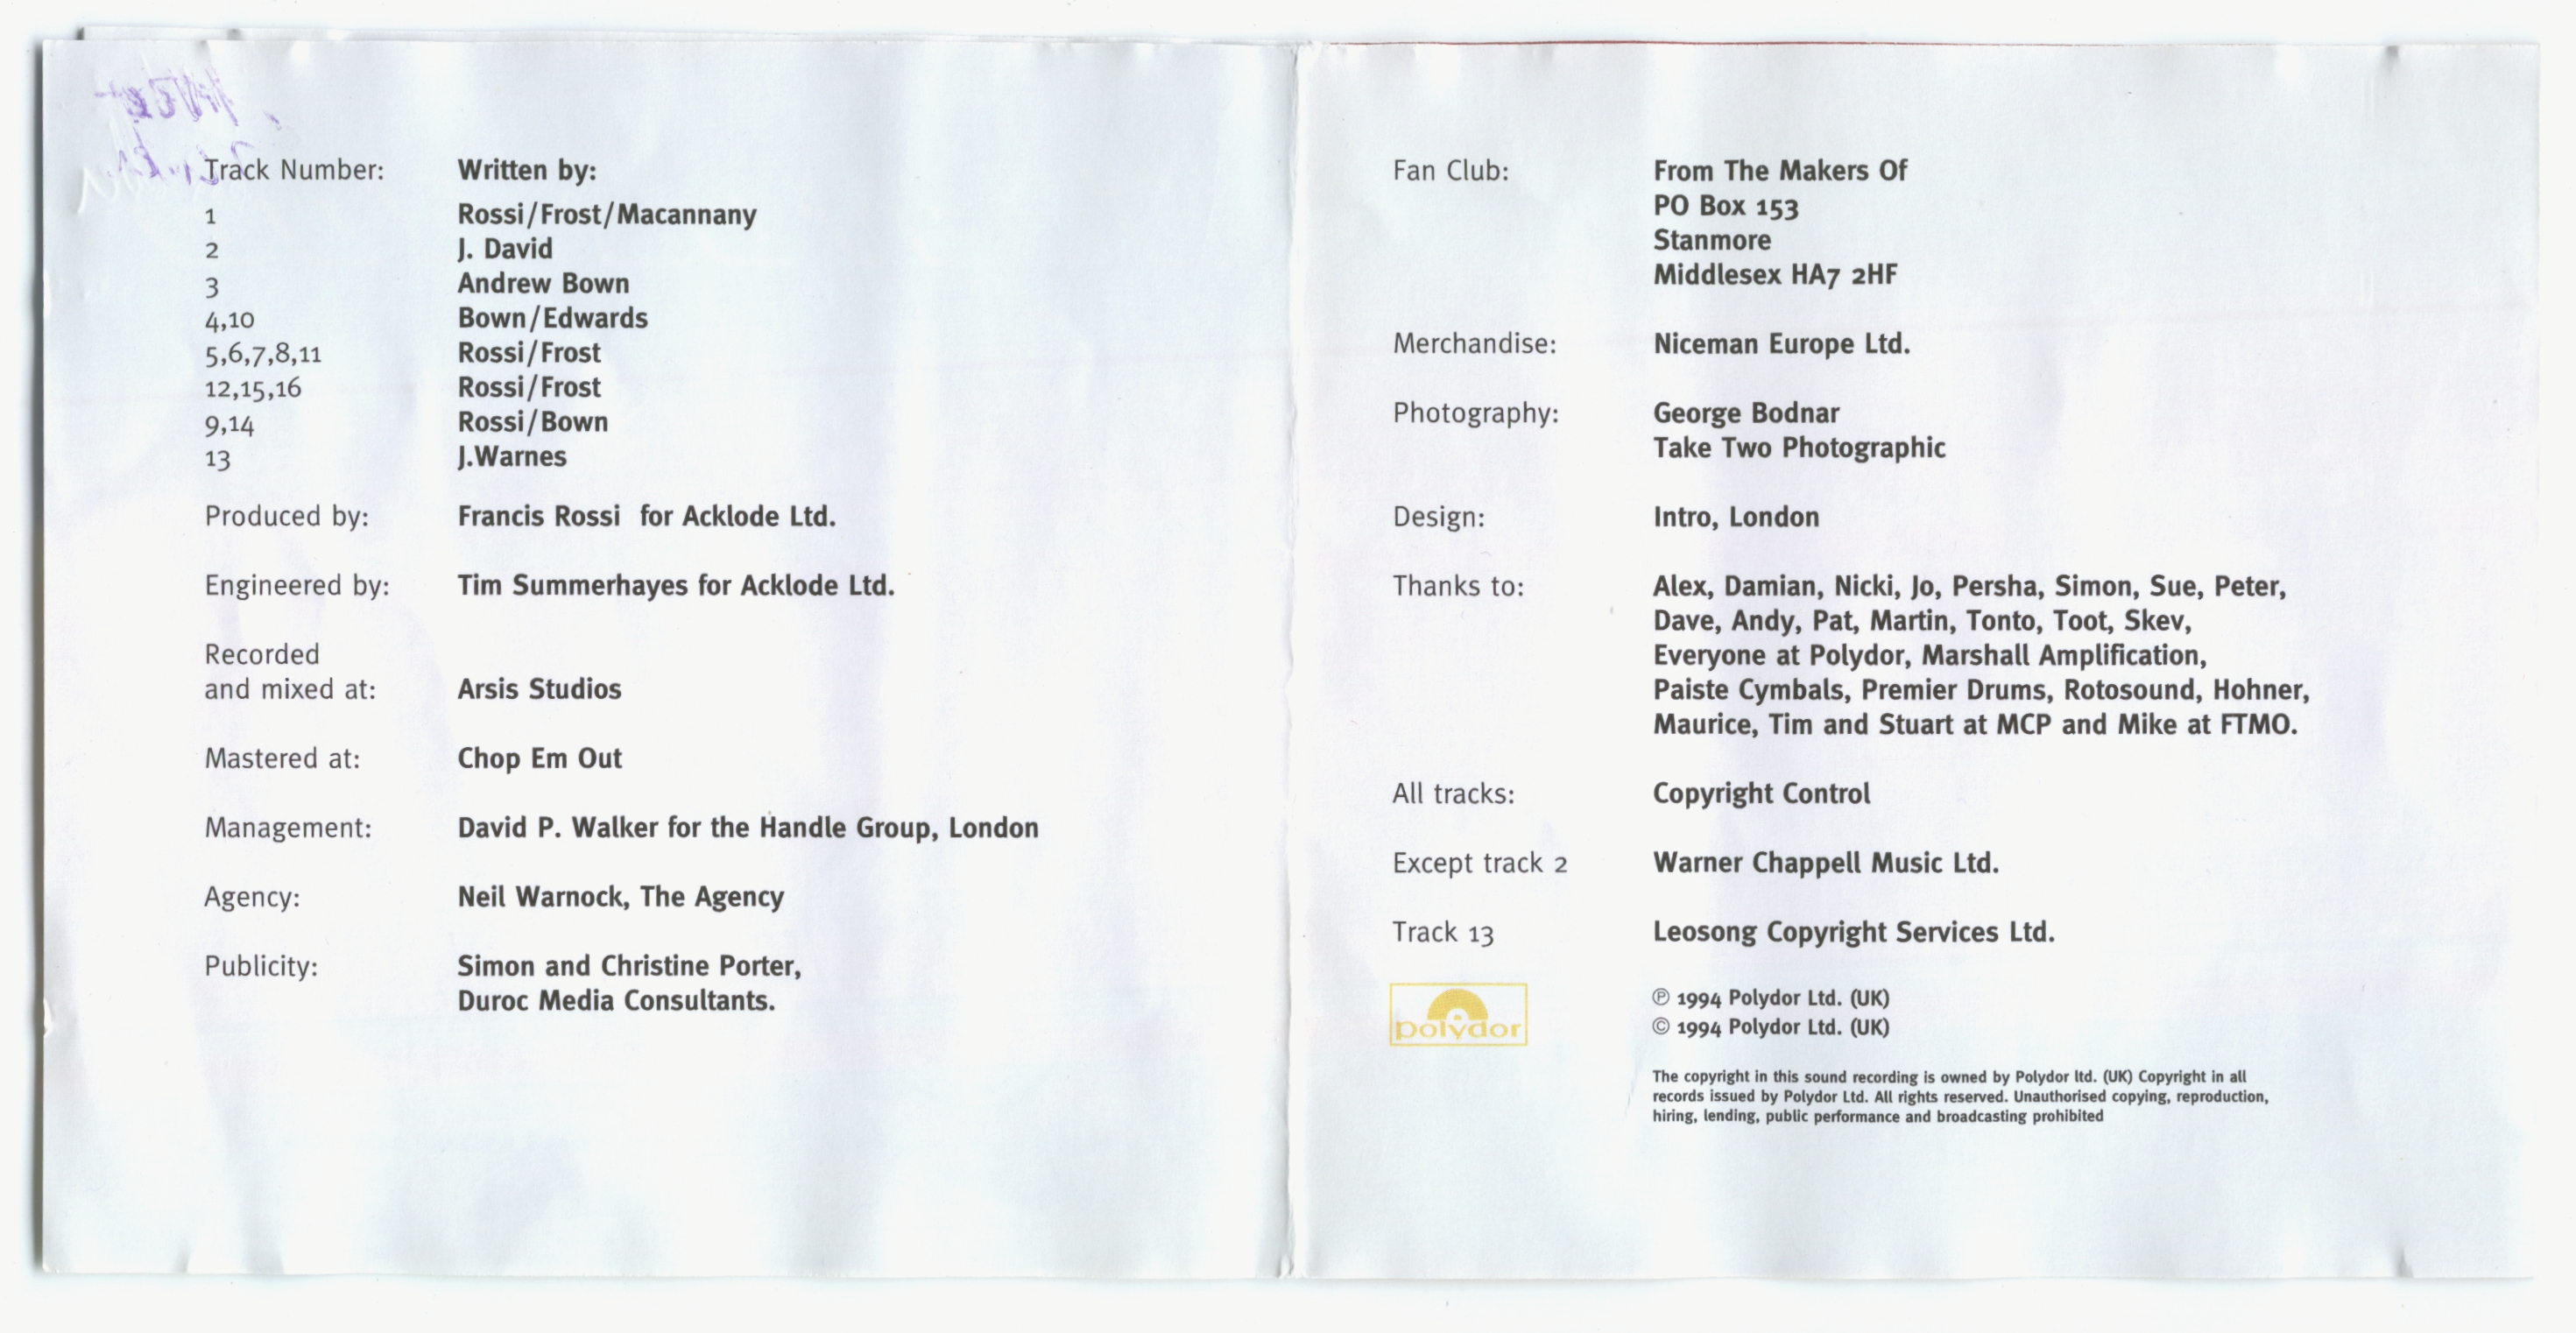 Track Number: Written by:
1 Rossi/Frost/Macannany
2 J. David
3 Andrew Bown
4,10 Bown/Edwards
5,6,7,8,11 Rossi/Frost
12,15,16 Rossi/Frost
9,14 Rossi/Bown
13 J.Warnes
Produced by: Francis Rossi for Acklode Ltd.
Engineered by: Tim Summerhayes for Acklode Ltd.
Recorded
and mixed at: Arsis Studios
Mastered at: Chop Em Out
Management: David P. Walker for the Handle Group, London
Agency: Neil Warnock, The Agency
Publicity: Simon and Christine Porter,
Duroc Media Consultants.
Fan Club: From The Makers Of
PO Box 153
Stanmore
Middlesex HA7 2HF
Merchandise: Niceman Europe Ltd.
Photography: George Bodnar
Take Two Photographic
Design: Intro, London
Thanks to: Alex, Damian, Nicki, Jo, Persha, Simon, Sue, Peter,
Dave, Andy, Pat, Martin, Tonto, Toot, Skev,
Everyone at Polydor, Marshall Amplification,
Paiste Cymbals, Premier Drums, Rotosound, Hohner,
Maurice, Tim and Stuart at MCP and Mike at FTMO.
All tracks: Copyright Control
Except track 2 Warner Chappell Music Ltd.
Track 13 Leosong Copyright Services Ltd.
polydor
℗ 1994 Polydor Ltd. (UK)
© 1994 Polydor Ltd. (UK)
The copyright in this sound recording is owned by Polydor ltd. (UK) Copyright in all
records issued by Polydor Ltd. All rights reserved. Unauthorised copying, reproduction,
hiring, lending, public performance and broadcasting prohibited